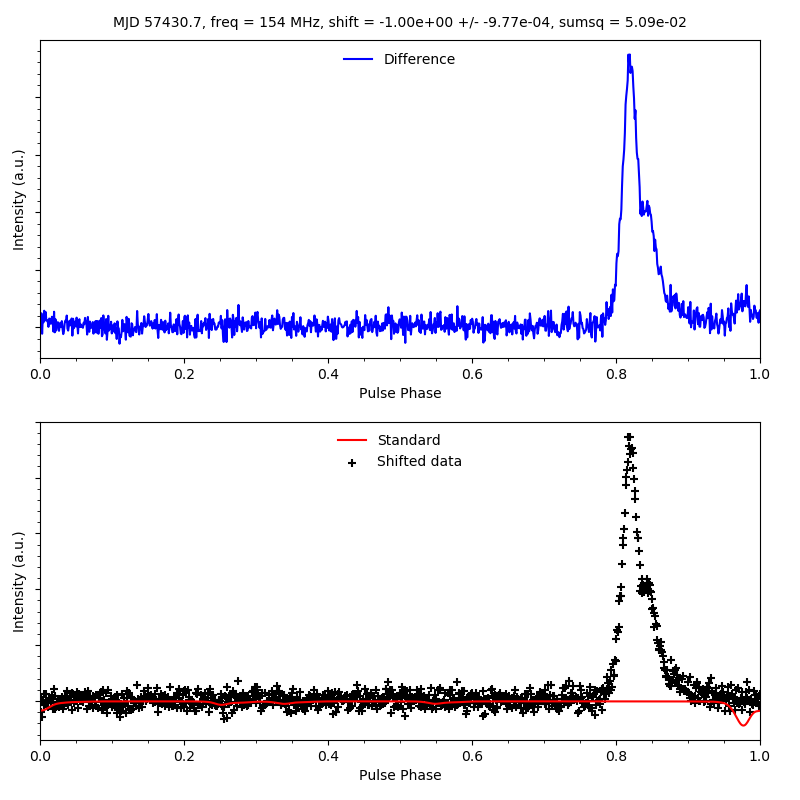 MJD 57430.7, freq = 154 MHz, shift = -1.00e+00 +/- -9.77e-04, sumsq = 5.09e-02
Difference
Intensity (a.u.)
0.0 0.2 0.4 0.6 0.8 1.0
Pulse Phase
Standard
Shifted data
Intensity (a.u.)
0.0 0.2 0.4 0.6 0.8 1.0
Pulse Phase